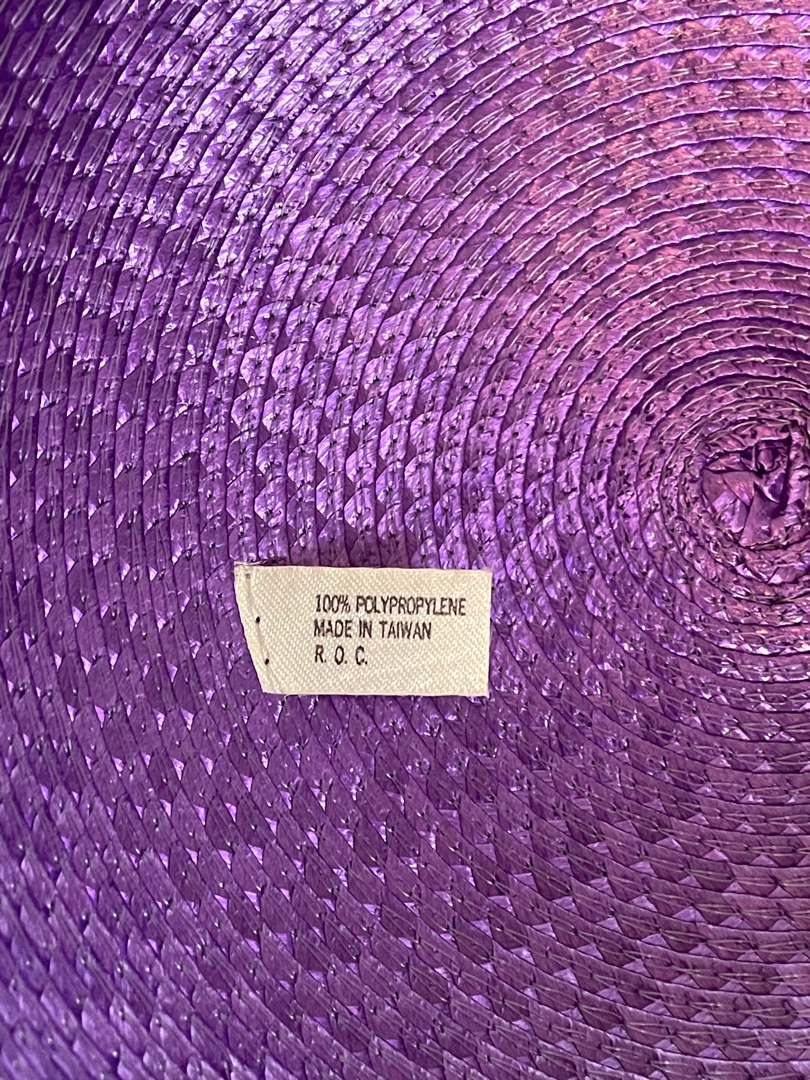 100% POLYPROPYLENE
MADE IN TAIWAN
R. O. C.